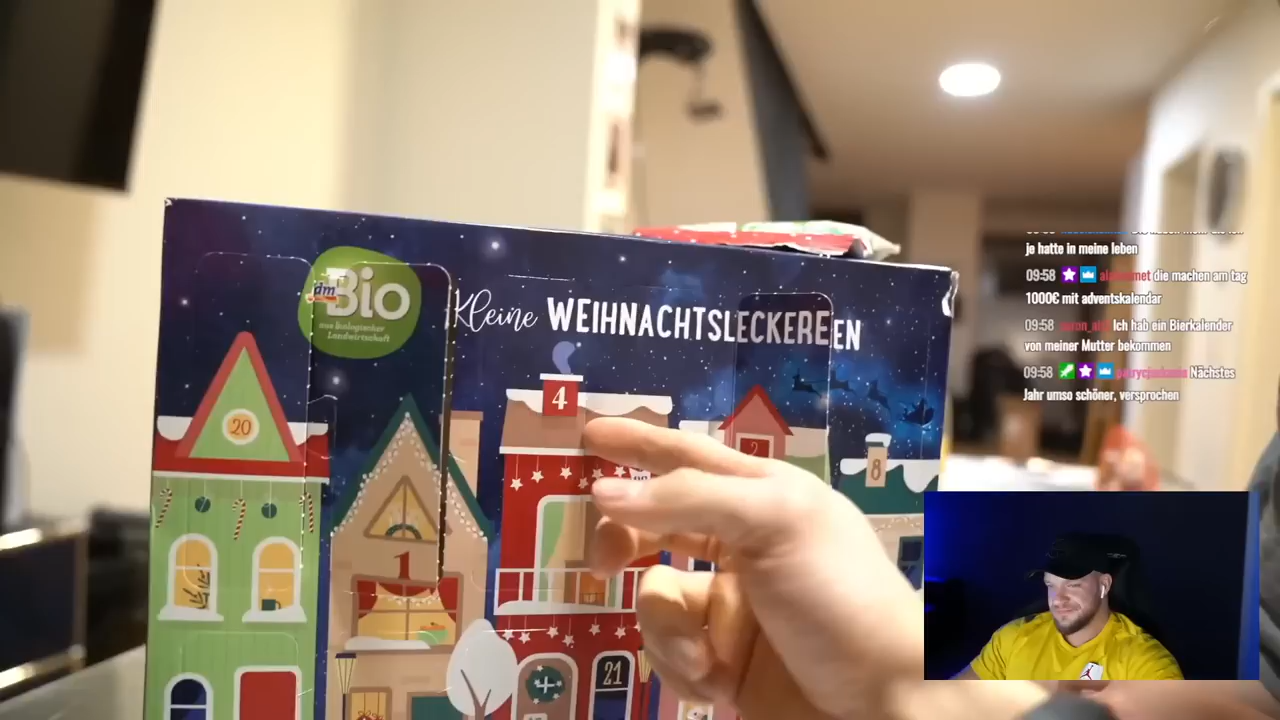 dm
Bio
aus biologischer
Landwirtschaft
Kleine WEIHNACHTSLECKEREIEN
20
4
2
8
1
21
je hatte in meine leben
09:58 die machen am tag
1000€ mit adventskalendar
09:58 Ich hab ein Bierkalender
von meiner Mutter bekommen
09:58 Nächstes
Jahr umso schöner, versprochen